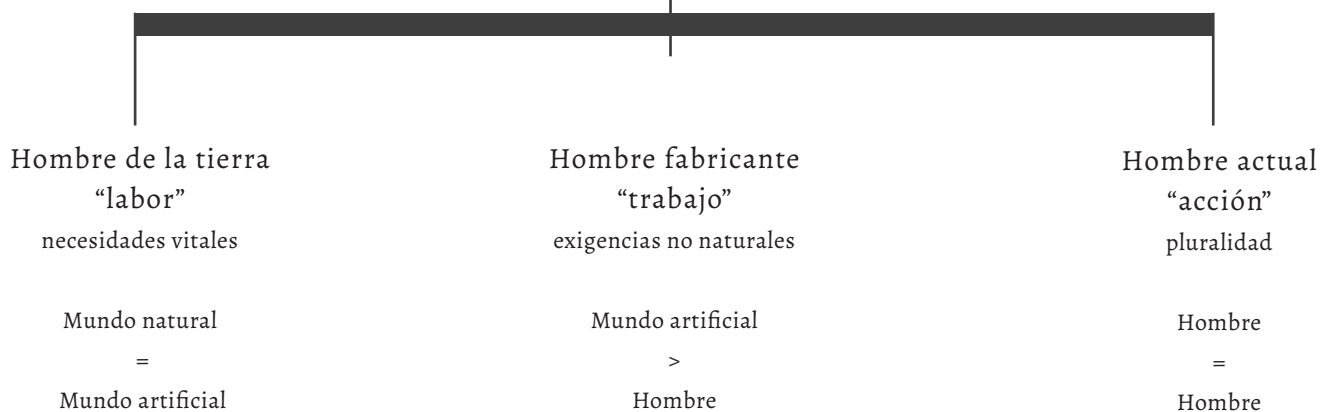 Hombre de la tierra
“labor”
necesidades vitales
Mundo natural
=
Mundo artificial
Hombre fabricante
“trabajo”
exigencias no naturales
Mundo artificial
>
Hombre
Hombre actual
“acción”
pluralidad
Hombre
=
Hombre